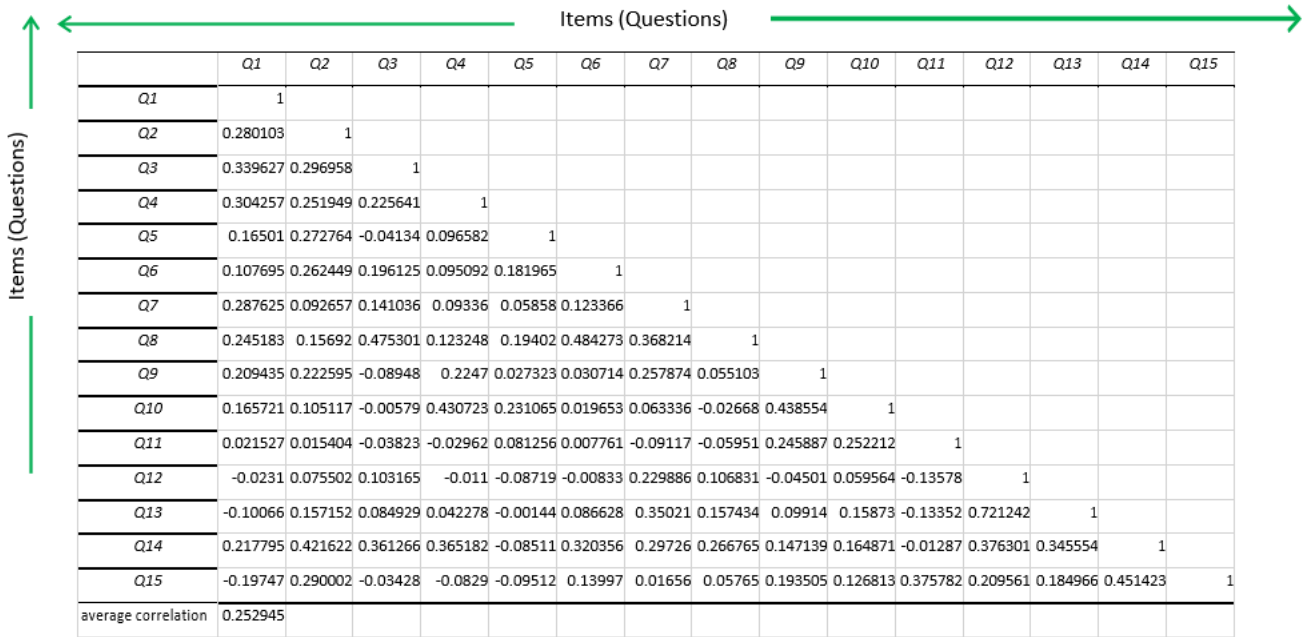 Items (Questions)
Items (Questions)
Q1 Q2 Q3 Q4 Q5 Q6 Q7 Q8 Q9 Q10 Q11 Q12 Q13 Q14 Q15
Q1 1
Q2 0.280103 1
Q3 0.339627 0.296958 1
Q4 0.304257 0.251949 0.225641 1
Q5 0.16501 0.272764 -0.04134 0.096582 1
Q6 0.107695 0.262449 0.196125 0.095092 0.181965 1
Q7 0.287625 0.092657 0.141036 0.09336 0.05858 0.123366 1
Q8 0.245183 0.15692 0.475301 0.123248 0.19402 0.484273 0.368214 1
Q9 0.209435 0.222595 -0.08948 0.2247 0.027323 0.030714 0.257874 0.055103 1
Q10 0.165721 0.105117 -0.00579 0.430723 0.231065 0.019653 0.063336 -0.02668 0.438554 1
Q11 0.021527 0.015404 -0.03823 -0.02962 0.081256 0.007761 -0.09117 -0.05951 0.245887 0.252212 1
Q12 -0.0231 0.075502 0.103165 -0.011 -0.08719 -0.00833 0.229886 0.106831 -0.04501 0.059564 -0.13578 1
Q13 -0.10066 0.157152 0.084929 0.042278 -0.00144 0.086628 0.35021 0.157434 0.09914 0.15873 -0.13352 0.721242 1
Q14 0.217795 0.421622 0.361266 0.365182 -0.08511 0.320356 0.29726 0.266765 0.147139 0.164871 -0.01287 0.376301 0.345554 1
Q15 -0.19747 0.290002 -0.03428 -0.0829 -0.09512 0.13997 0.01656 0.05765 0.193505 0.126813 0.375782 0.209561 0.184966 0.451423 1
average correlation 0.252945